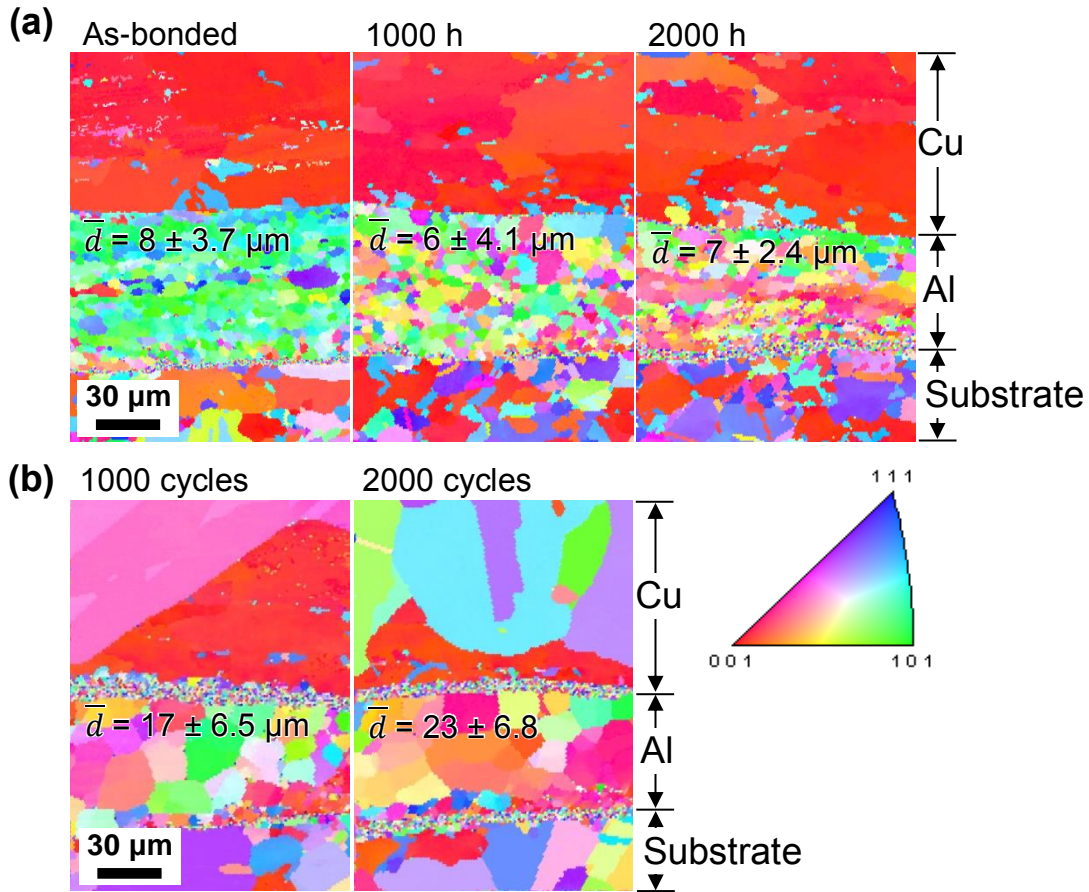 (a) As-bonded 1000 h 2000 h
d̅ = 8 ± 3.7 µm d̅ = 6 ± 4.1 µm d̅ = 7 ± 2.4 µm
Cu
Al
Substrate
30 µm
(b) 1000 cycles 2000 cycles
d̅ = 17 ± 6.5 µm d̅ = 23 ± 6.8
Cu
Al
Substrate
30 µm
1 1 1
0 0 1 1 0 1